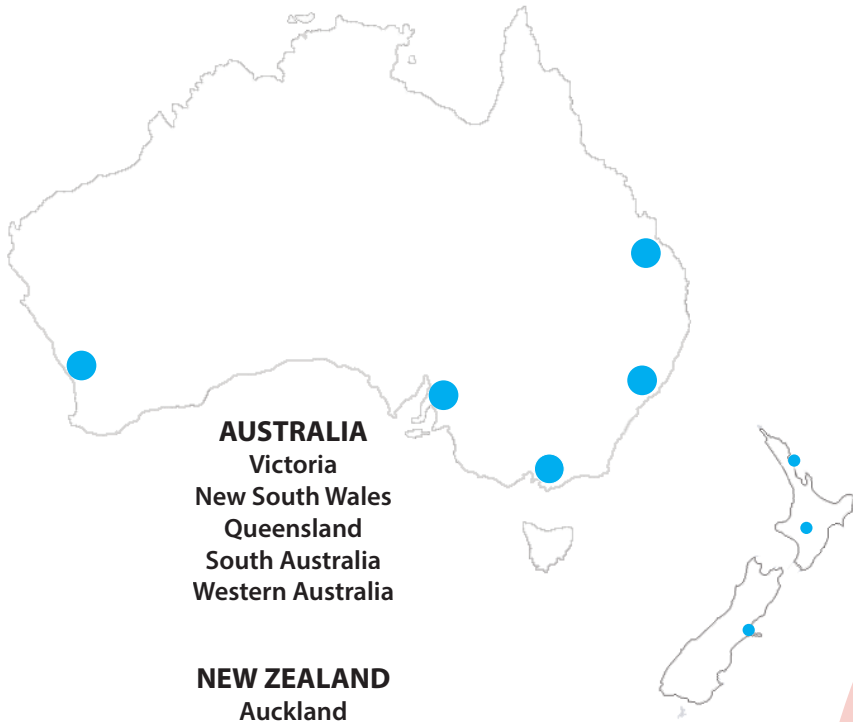 AUSTRALIA
Victoria
New South Wales
Queensland
South Australia
Western Australia
NEW ZEALAND
Auckland